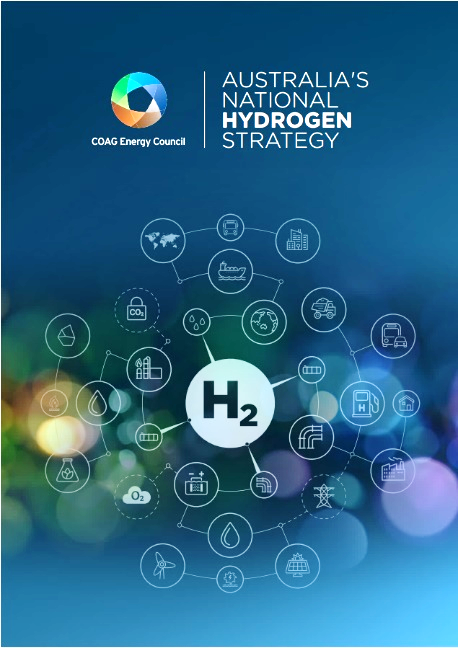 AUSTRALIA'S
NATIONAL
HYDROGEN
STRATEGY
COAG Energy Council
CO₂
H₂
H
O₂